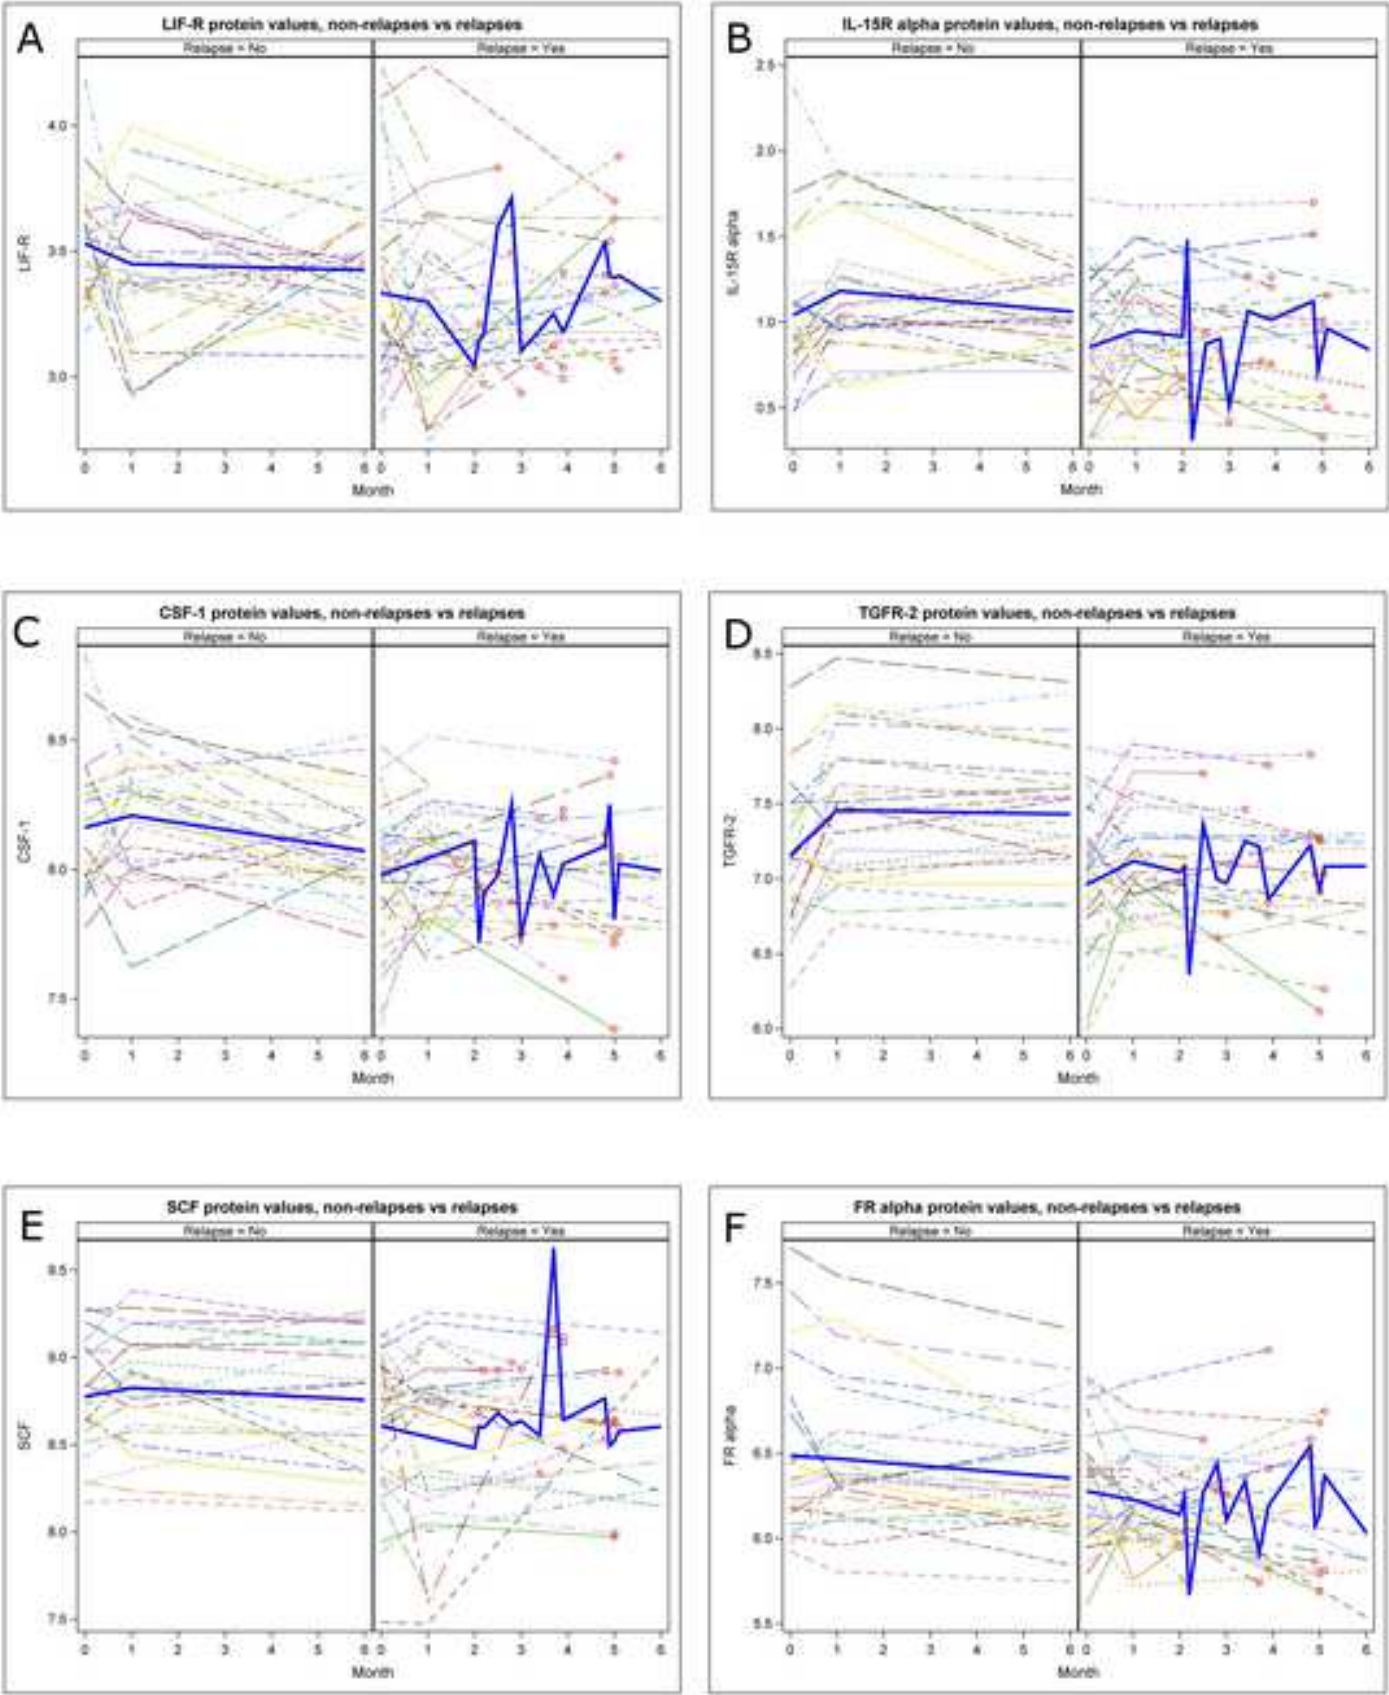 A
LIF-R protein values, non-relapses vs relapses
Relapse = No
Relapse = Yes
4.0
3.5
3.0
LIF-R
0 1 2 3 4 5 6 0 1 2 3 4 5 6
Month
B
IL-15R alpha protein values, non-relapses vs relapses
Relapse = No
Relapse = Yes
2.5
2.0
1.5
1.0
0.5
IL-15R alpha
0 1 2 3 4 5 6 0 1 2 3 4 5 6
Month
C
CSF-1 protein values, non-relapses vs relapses
Relapse = No
Relapse = Yes
8.5
8.0
7.5
CSF-1
0 1 2 3 4 5 6 0 1 2 3 4 5 6
Month
D
TGFR-2 protein values, non-relapses vs relapses
Relapse = No
Relapse = Yes
8.5
8.0
7.5
7.0
6.5
6.0
TGFR-2
0 1 2 3 4 5 6 0 1 2 3 4 5 6
Month
E
SCF protein values, non-relapses vs relapses
Relapse = No
Relapse = Yes
9.5
9.0
8.5
8.0
7.5
SCF
0 1 2 3 4 5 6 0 1 2 3 4 5 6
Month
F
FR alpha protein values, non-relapses vs relapses
Relapse = No
Relapse = Yes
7.5
7.0
6.5
6.0
5.5
FR alpha
0 1 2 3 4 5 6 0 1 2 3 4 5 6
Month